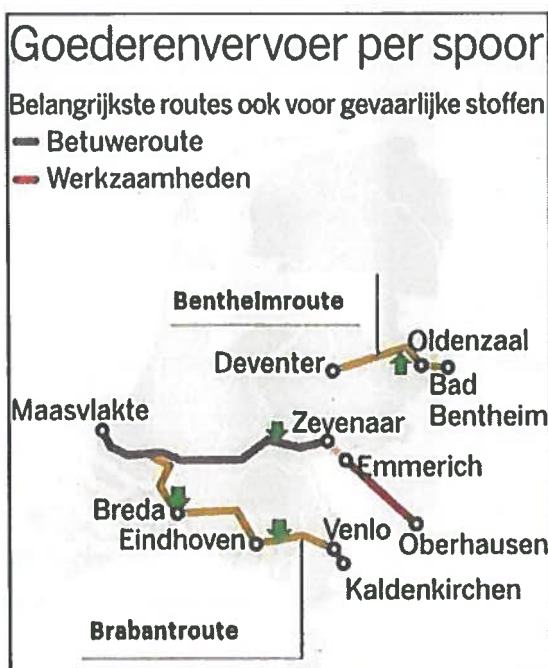 Goederenvervoer per spoor
Belangrijkste routes ook voor gevaarlijke stoffen
Betuweroute
Werkzaamheden
Bentheimroute
Oldenzaal
Deventer
Bad
Bentheim
Maasvlakte
Zevenaar
Emmerich
Breda
Eindhoven
Venlo
Oberhausen
Kaldenkirchen
Brabantroute